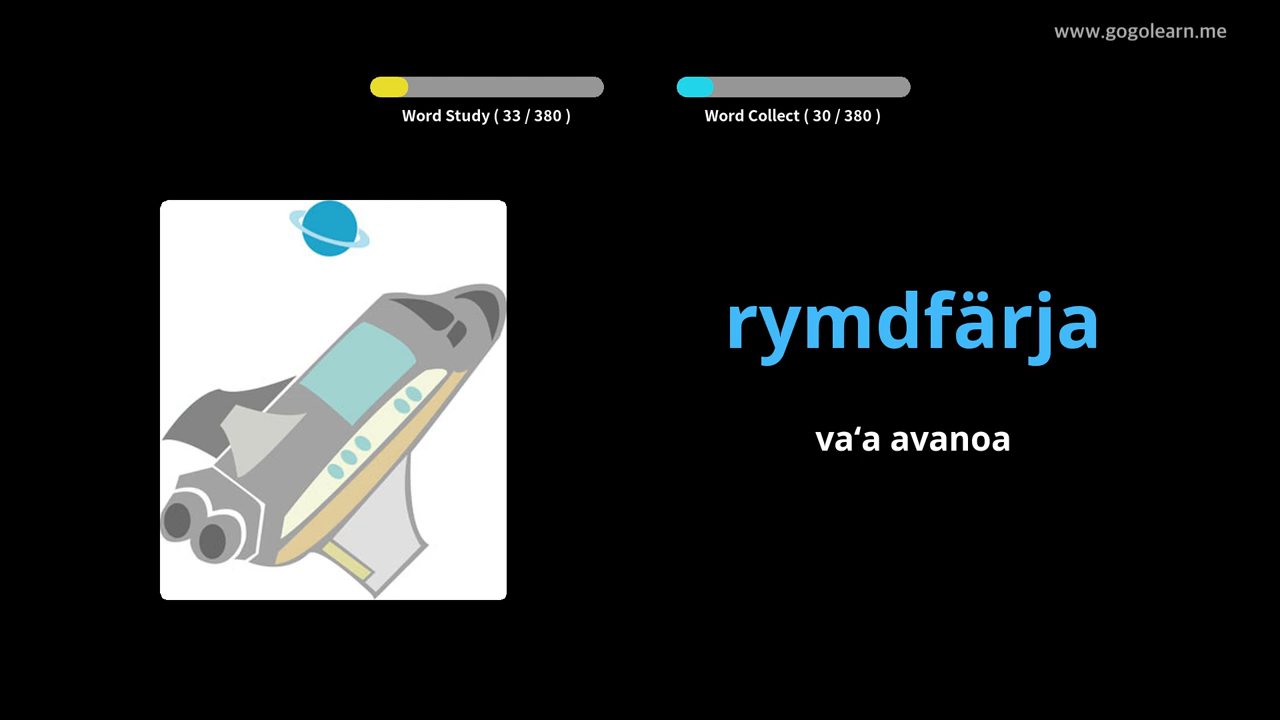 www.gogolearn.me
Word Study ( 33 / 380 )
Word Collect ( 30 / 380 )
rymdfärja
va‘a avanoa